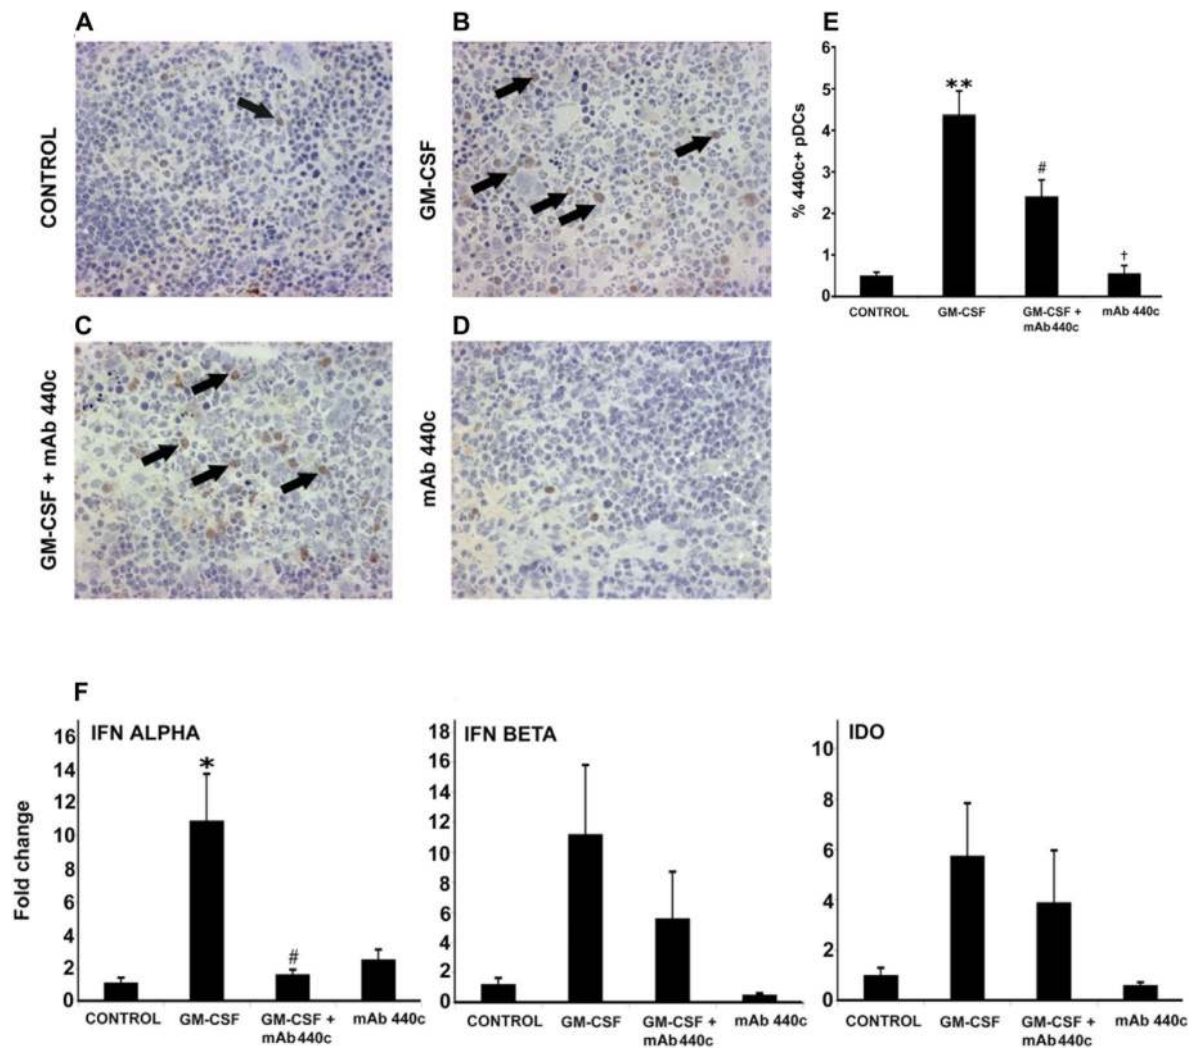 A
B
E
CONTROL
GM-CSF
% 440c+ pDCs
6
5
4
3
2
1
0
**
#
†
CONTROL
GM-CSF
GM-CSF +
mAb 440c
mAb 440c
C
D
GM-CSF + mAb 440c
mAb 440c
F
Fold change
IFN ALPHA
16
14
12
10
8
6
4
2
0
*
#
CONTROL
GM-CSF
GM-CSF +
mAb 440c
mAb 440c
IFN BETA
18
16
14
12
10
8
6
4
2
0
CONTROL
GM-CSF
GM-CSF +
mAb 440c
mAb 440c
IDO
10
8
6
4
2
0
CONTROL
GM-CSF
GM-CSF +
mAb 440c
mAb 440c